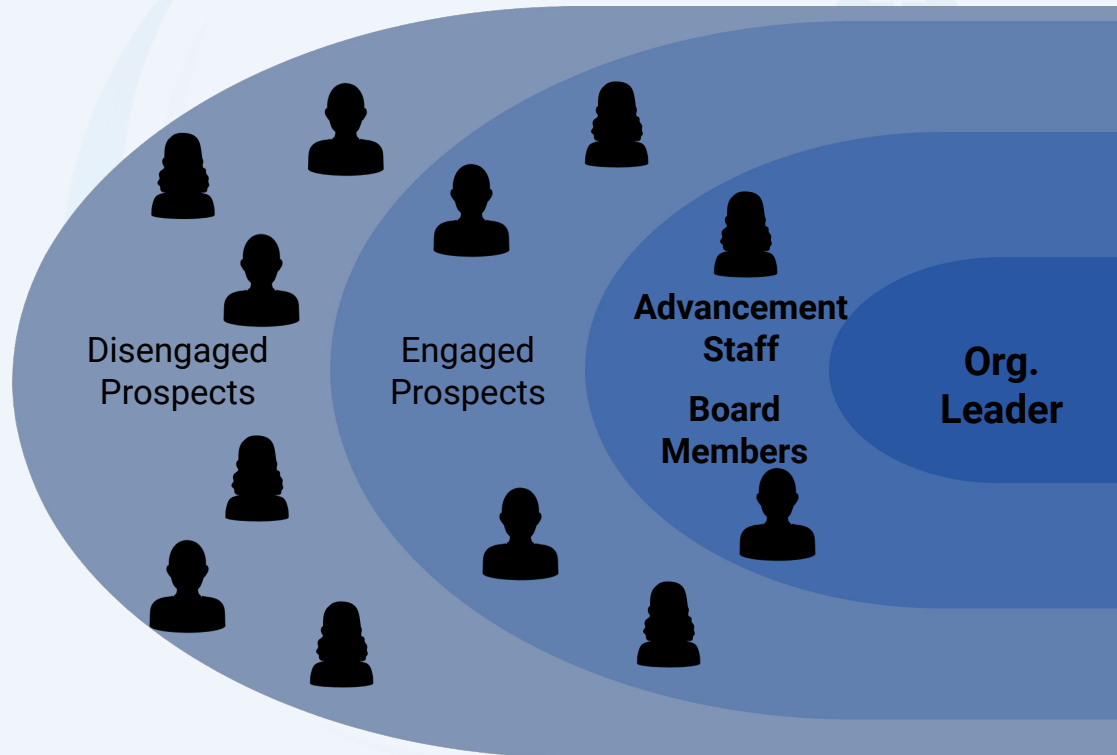 Disengaged
Prospects
Engaged
Prospects
Advancement
Staff
Board
Members
Org.
Leader